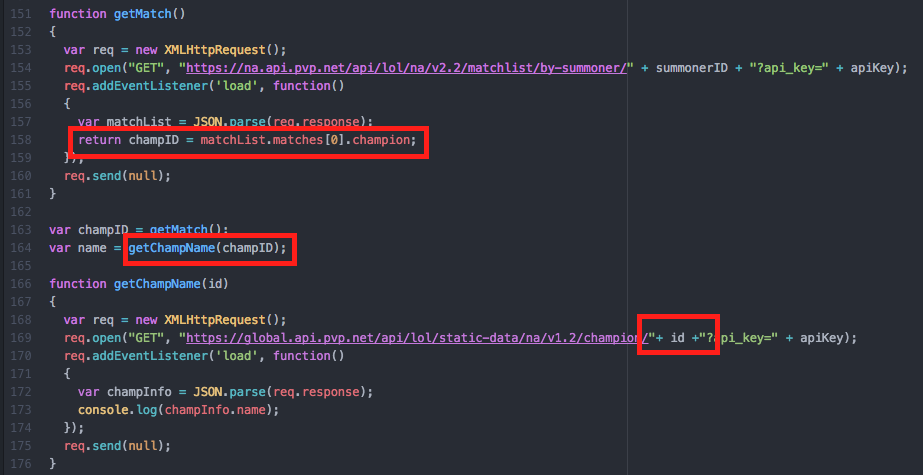 151 function getMatch()
152 {
153 var req = new XMLHttpRequest();
154 req.open("GET", "https://na.api.pvp.net/api/lol/na/v2.2/matchlist/by-summoner/" + summonerID + "?api_key=" + apiKey);
155 req.addEventListener('load', function()
156 {
157 var matchList = JSON.parse(req.response);
158 return champID = matchList.matches[0].champion;
159 });
160 req.send(null);
161 }
162
163 var champID = getMatch();
164 var name = getChampName(champID);
165
166 function getChampName(id)
167 {
168 var req = new XMLHttpRequest();
169 req.open("GET", "https://global.api.pvp.net/api/lol/static-data/na/v1.2/champion/"+ id +"?api_key=" + apiKey);
170 req.addEventListener('load', function()
171 {
172 var champInfo = JSON.parse(req.response);
173 console.log(champInfo.name);
174 });
175 req.send(null);
176 }